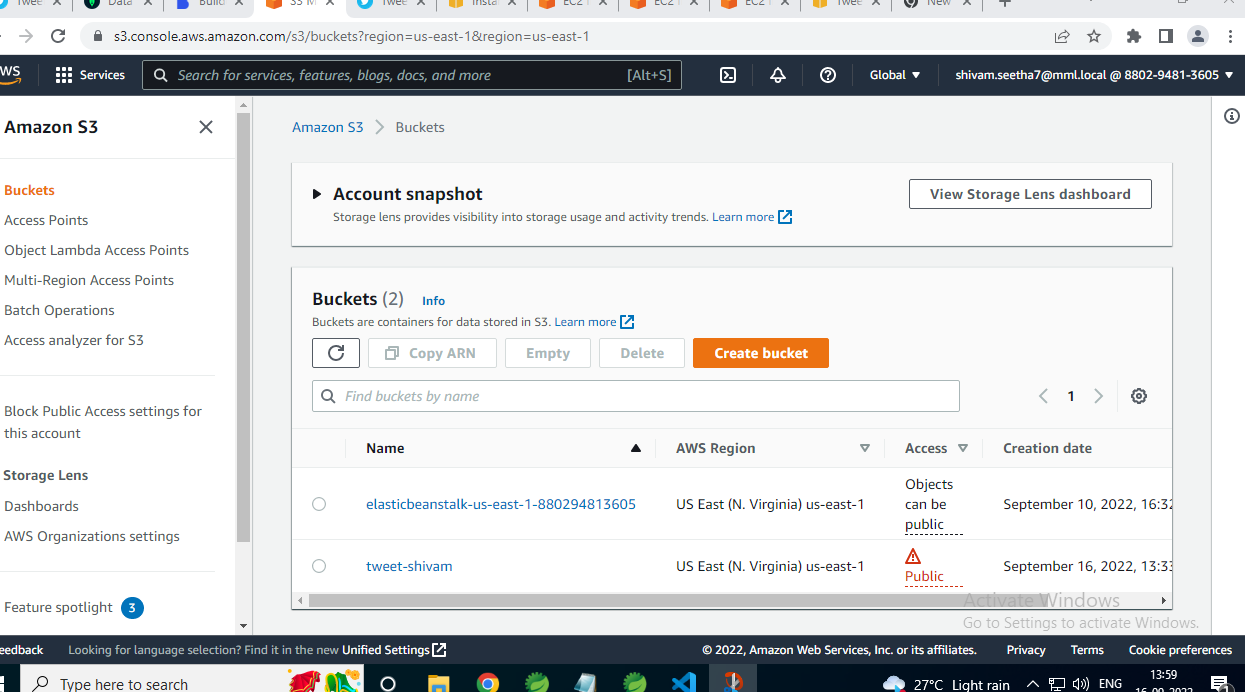 Twee
Data
Build
S3 M
Twee
Insta
EC2 I
EC2 I
EC2 I
Twee
New
s3.console.aws.amazon.com/s3/buckets?region=us-east-1&region=us-east-1
Services
Search for services, features, blogs, docs, and more
[Alt+S]
Global
shivam.seetha7@mml.local @ 8802-9481-3605
Amazon S3
Buckets
Access Points
Object Lambda Access Points
Multi-Region Access Points
Batch Operations
Access analyzer for S3
Block Public Access settings for
this account
Storage Lens
Dashboards
AWS Organizations settings
Feature spotlight 3
Amazon S3 > Buckets
Account snapshot
Storage lens provides visibility into storage usage and activity trends. Learn more
View Storage Lens dashboard
Buckets (2) Info
Buckets are containers for data stored in S3. Learn more
Copy ARN
Empty
Delete
Create bucket
Find buckets by name
1
Name AWS Region Access Creation date
elasticbeanstalk-us-east-1-880294813605 US East (N. Virginia) us-east-1 Objects can be public September 10, 2022, 16:32
tweet-shivam US East (N. Virginia) us-east-1 Public September 16, 2022, 13:33
Activate Windows
Go to Settings to activate Windows.
eedback Looking for language selection? Find it in the new Unified Settings
© 2022, Amazon Web Services, Inc. or its affiliates. Privacy Terms Cookie preferences
Type here to search
27°C Light rain
ENG
13:59
16-09-2022